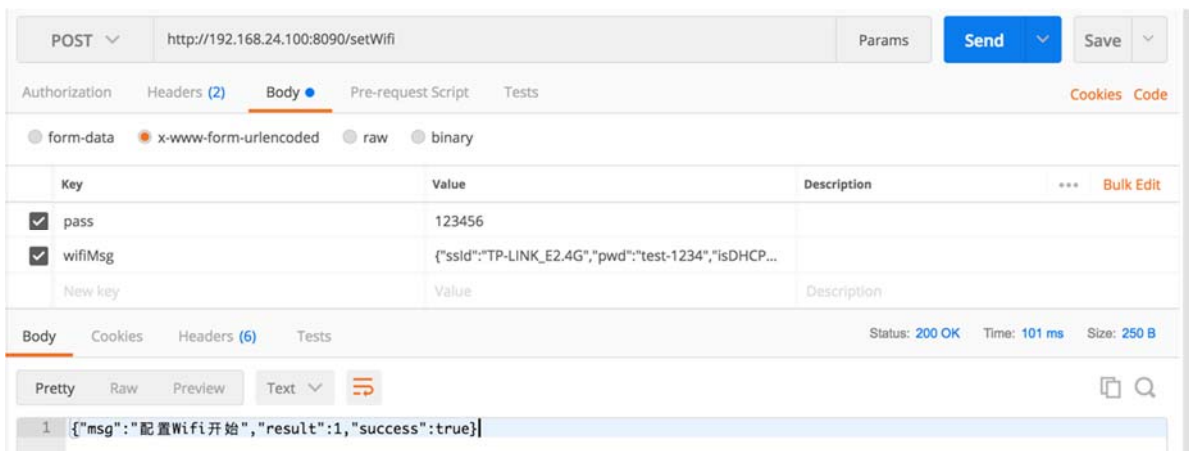 POST http://192.168.24.100:8090/setWifi Params Send Save
Authorization Headers (2) Body Pre-request Script Tests Cookies Code
form-data x-www-form-urlencoded raw binary
Key Value Description Bulk Edit
pass 123456
wifiMsg {"ssId":"TP-LINK_E2.4G","pwd":"test-1234","isDHCP...
New key Value Description
Body Cookies Headers (6) Tests Status: 200 OK Time: 101 ms Size: 250 B
Pretty Raw Preview Text
1 {"msg":"配置Wifi开始","result":1,"success":true}